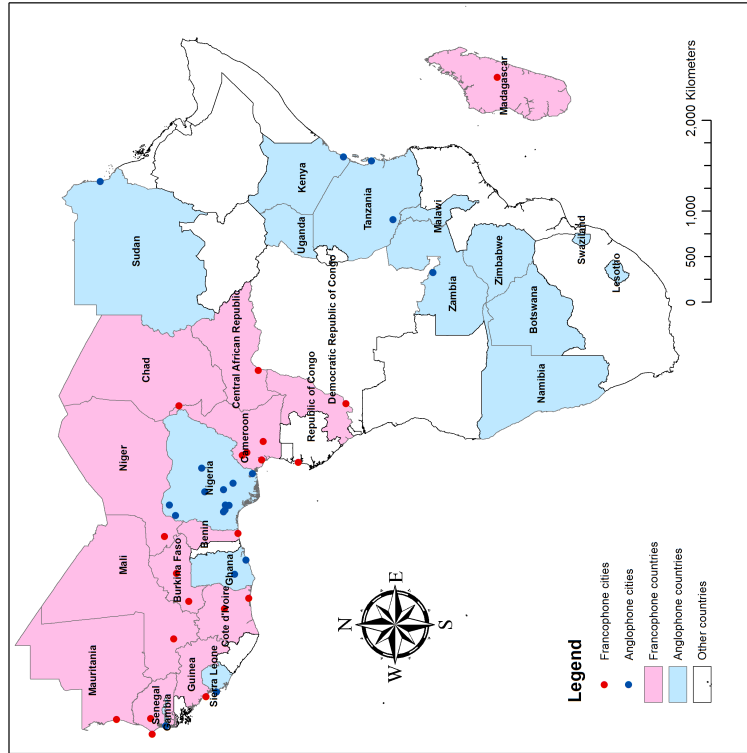 Mauritania
Mali
Niger
Chad
Sudan
Senegal
Gambia
Guinea
Sierra Leone
Cote d'Ivoire
Burkina Faso
Ghana
Benin
Nigeria
Cameroon
Central African Republic
Republic of Congo
Democratic Republic of Congo
Uganda
Kenya
Tanzania
Malawi
Zambia
Zimbabwe
Botswana
Namibia
Swaziland
Lesotho
Madagascar
N
W
E
S
Legend
Francophone cities
Anglophone cities
Francophone countries
Anglophone countries
Other countries
0 500 1,000 2,000 Kilometers